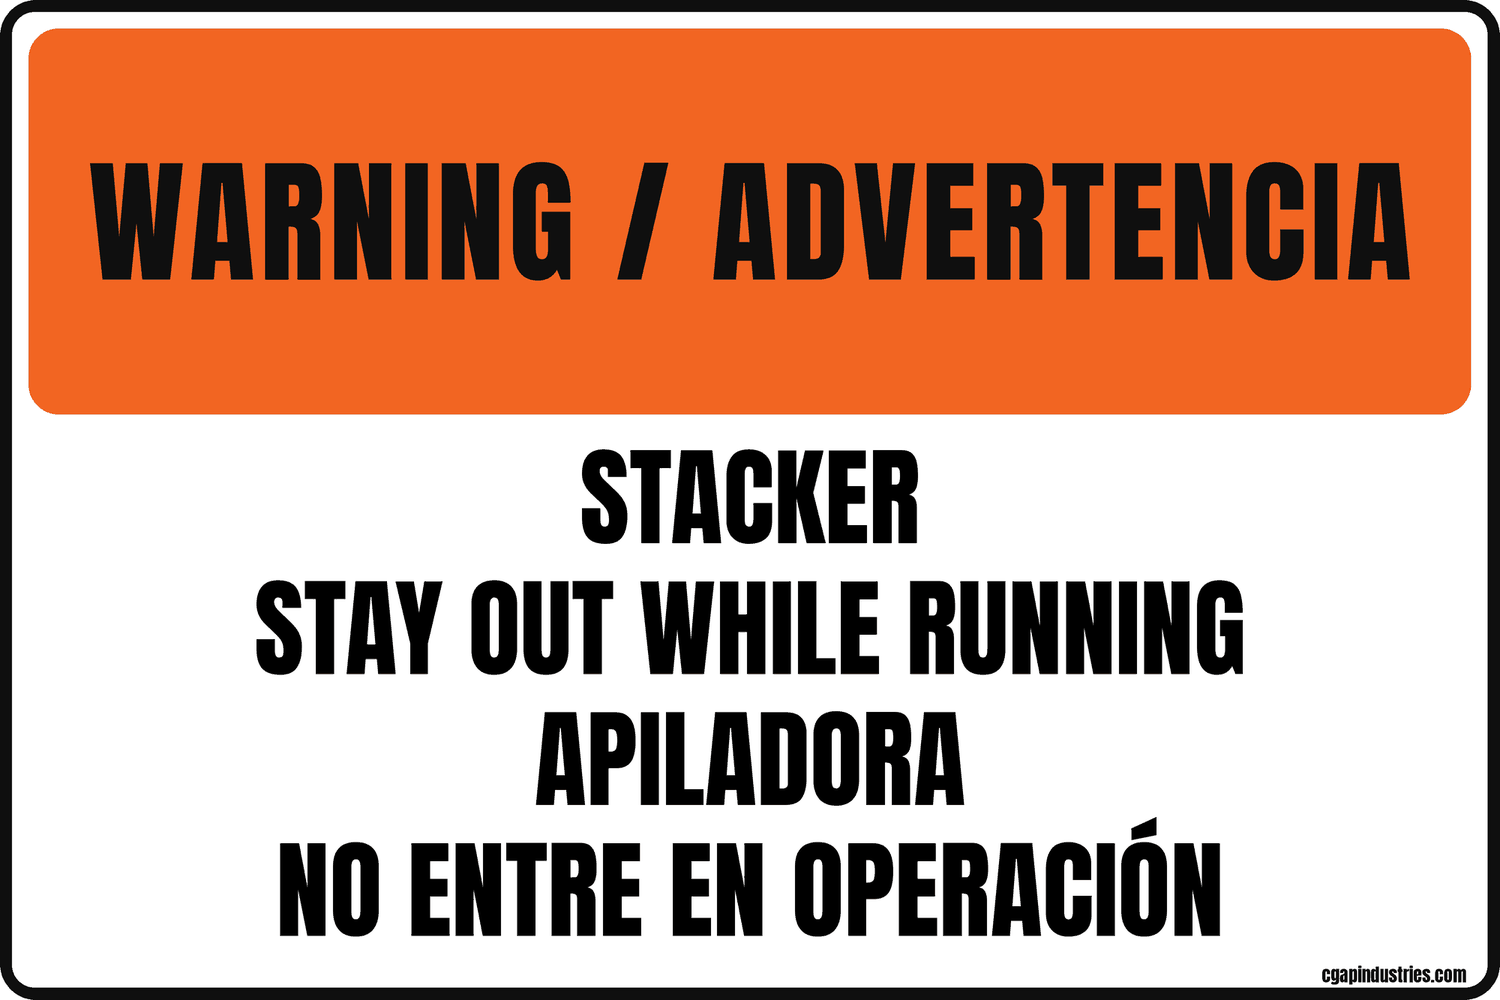 WARNING / ADVERTENCIA
STACKER
STAY OUT WHILE RUNNING
APILADORA
NO ENTRE EN OPERACIÓN
cgapindustries.com